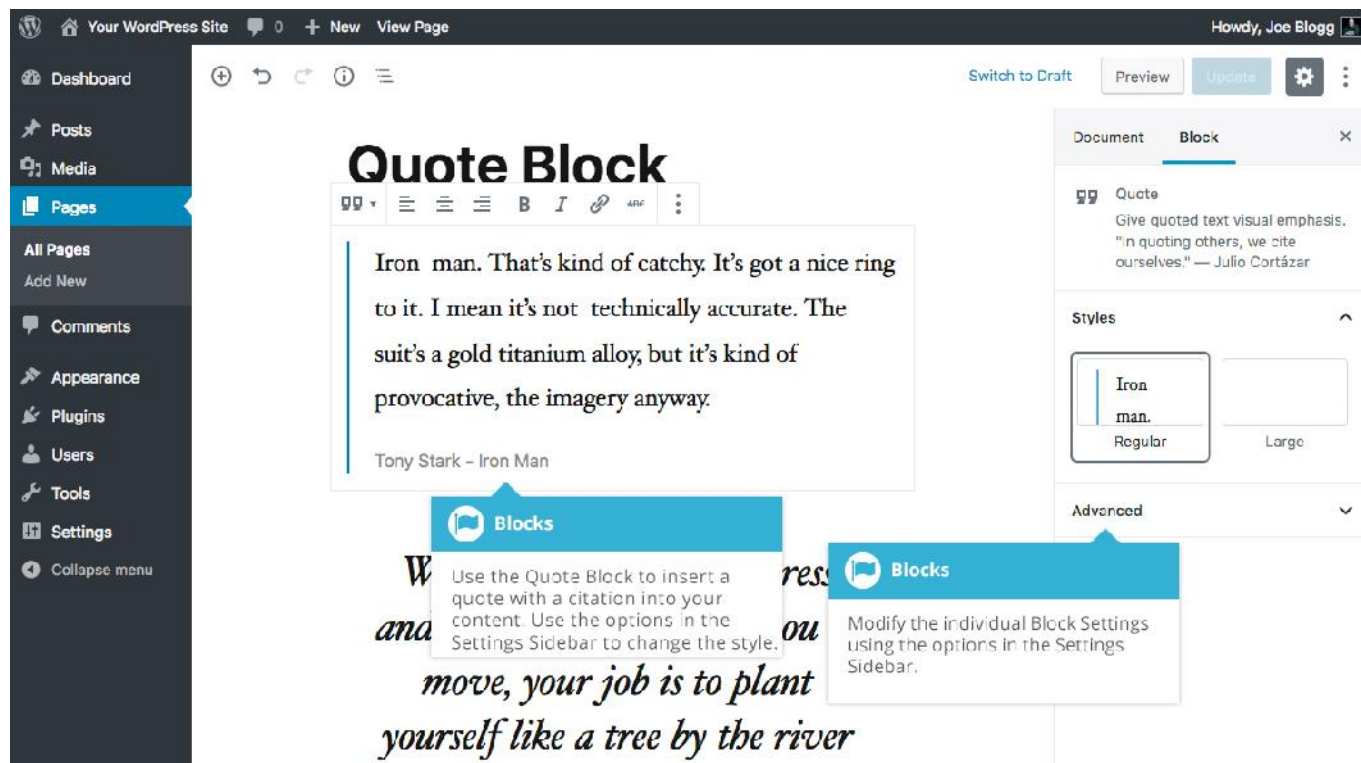 Your WordPress Site 0 + New View Page Howdy, Joe Blogg
Dashboard
Posts
Media
Pages
All Pages
Add New
Comments
Appearance
Plugins
Users
Tools
Settings
Collapse menu
Switch to Draft Preview Update
Quote Block
B I ABC
Iron man. That's kind of catchy. It's got a nice ring
to it. I mean it's not technically accurate. The
suit's a gold titanium alloy, but it's kind of
provocative, the imagery anyway.
Tony Stark – Iron Man
Blocks
Use the Quote Block to insert a
quote with a citation into your
content. Use the options in the
Settings Sidebar to change the style.
and
move, your job is to plant
yourself like a tree by the river
Document Block
Quote
Give quoted text visual emphasis.
"In quoting others, we cite
ourselves." — Julio Cortázar
Styles
Iron
man.
Regular Large
Advanced
Blocks
Modify the individual Block Settings
using the options in the Settings
Sidebar.